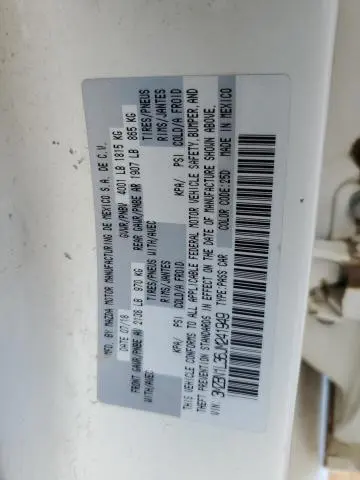 MFD BY MAZDA MOTOR MANUFACTURING DE MEXICO S.A. DE C.V.
DATE 07/18 GVWR/PNBV 4001 LB 1815 KG
FRONT GAWR/PNBE AV 2138 LB 970 KG REAR GAWR/PNBE AR 1907 LB 865 KG
WITH/AVEC TIRES/PNEUS WITH/AVEC TIRES/PNEUS
RIMS/JANTES RIMS/JANTES
KPA/ PSI COLD/A FROID KPA/ PSI COLD/A FROID
THIS VEHICLE CONFORMS TO ALL APPLICABLE FEDERAL MOTOR VEHICLE SAFETY, BUMPER, AND
THEFT PREVENTION STANDARDS IN EFFECT ON THE DATE OF MANUFACTURE SHOWN ABOVE.
TYPE:PASS CAR COLOR CODE:25D MADE IN MEXICO